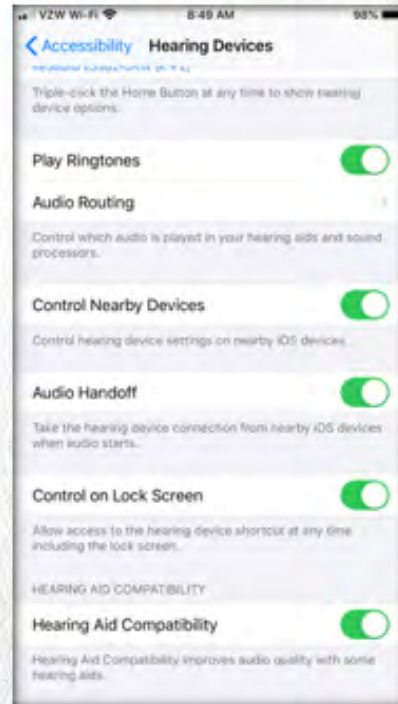 VZW Wi-Fi 8:49 AM 98%
Accessibility Hearing Devices
Triple-click the Home Button at any time to show hearing
device options.
Play Ringtones
Audio Routing
Control which audio is played in your hearing aids and sound
processors.
Control Nearby Devices
Control hearing device settings on nearby iOS devices.
Audio Handoff
Take the hearing device connection from nearby iOS devices
when audio starts.
Control on Lock Screen
Allow access to the hearing device shortcut at any time
including the lock screen.
HEARING AID COMPATIBILITY
Hearing Aid Compatibility
Hearing Aid Compatibility improves audio quality with some
hearing aids.